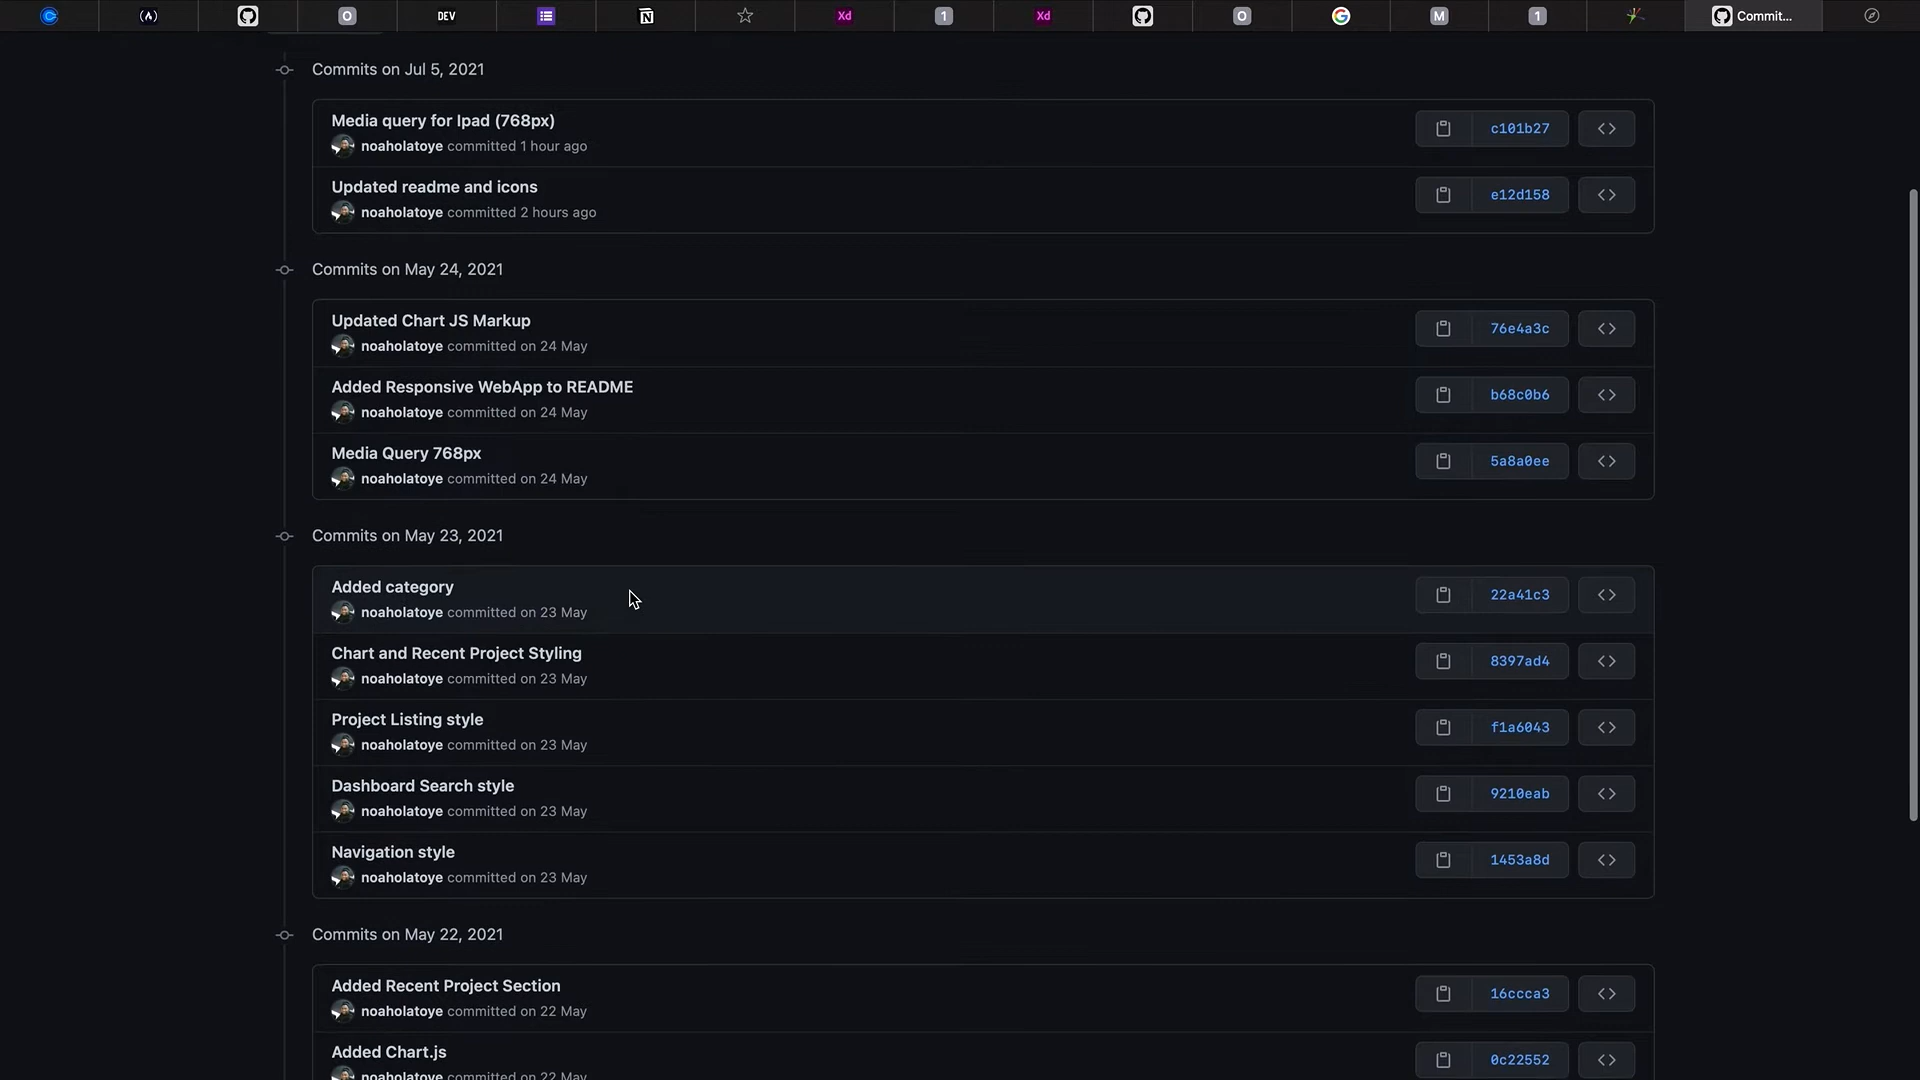 DEV
Xd
1
Xd
O
M
1
Commit...
Commits on Jul 5, 2021
Media query for Ipad (768px)
noaholatoye committed 1 hour ago
c101b27
Updated readme and icons
noaholatoye committed 2 hours ago
e12d158
Commits on May 24, 2021
Updated Chart JS Markup
noaholatoye committed on 24 May
76e4a3c
Added Responsive WebApp to README
noaholatoye committed on 24 May
b68c0b6
Media Query 768px
noaholatoye committed on 24 May
5a8a0ee
Commits on May 23, 2021
Added category
noaholatoye committed on 23 May
22a41c3
Chart and Recent Project Styling
noaholatoye committed on 23 May
8397ad4
Project Listing style
noaholatoye committed on 23 May
f1a6043
Dashboard Search style
noaholatoye committed on 23 May
9210eab
Navigation style
noaholatoye committed on 23 May
1453a8d
Commits on May 22, 2021
Added Recent Project Section
noaholatoye committed on 22 May
16ccca3
Added Chart.js
noaholatoye committed on 22 May
0c22552